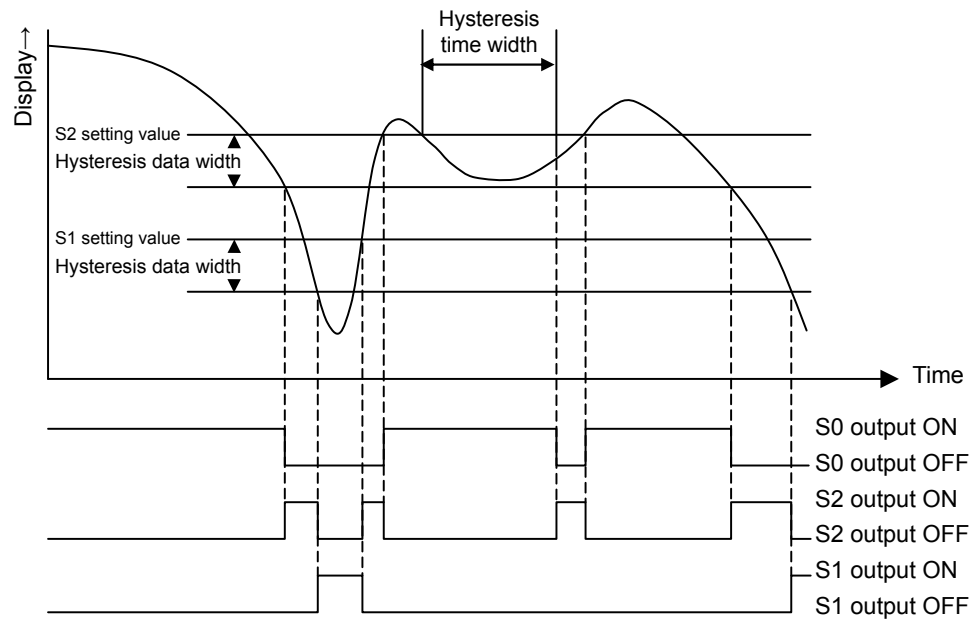 Hysteresis
time width
Display→
S2 setting value
Hysteresis data width
S1 setting value
Hysteresis data width
Time
S0 output ON
S0 output OFF
S2 output ON
S2 output OFF
S1 output ON
S1 output OFF